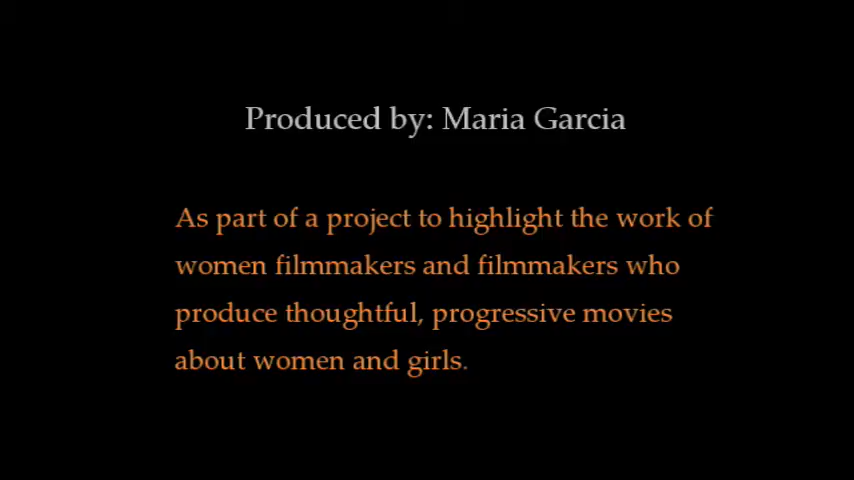 Produced by: Maria Garcia
As part of a project to highlight the work of
women filmmakers and filmmakers who
produce thoughtful, progressive movies
about women and girls.